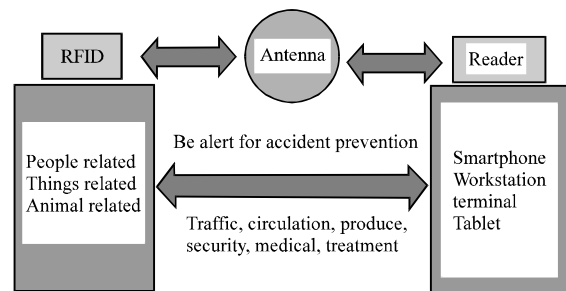 RFID
Antenna
Reader
Be alert for accident prevention
People related
Things related
Animal related
Smartphone
Workstation
terminal
Tablet
Traffic, circulation, produce,
security, medical, treatment